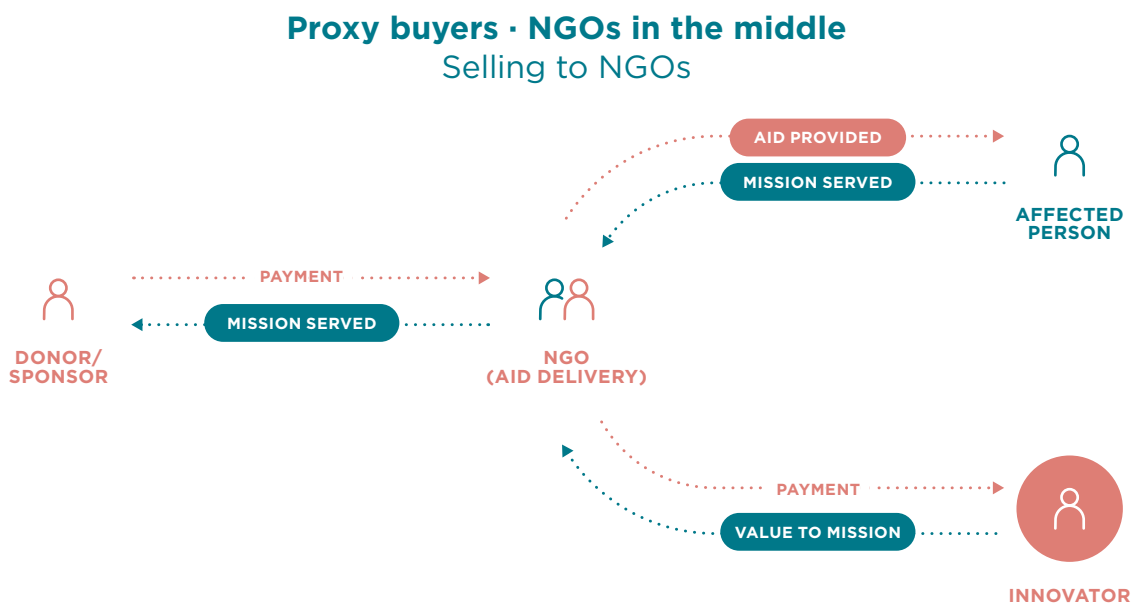 Proxy buyers · NGOs in the middle
Selling to NGOs
AID PROVIDED
MISSION SERVED
AFFECTED
PERSON
PAYMENT
MISSION SERVED
DONOR/
SPONSOR
NGO
(AID DELIVERY)
PAYMENT
VALUE TO MISSION
INNOVATOR